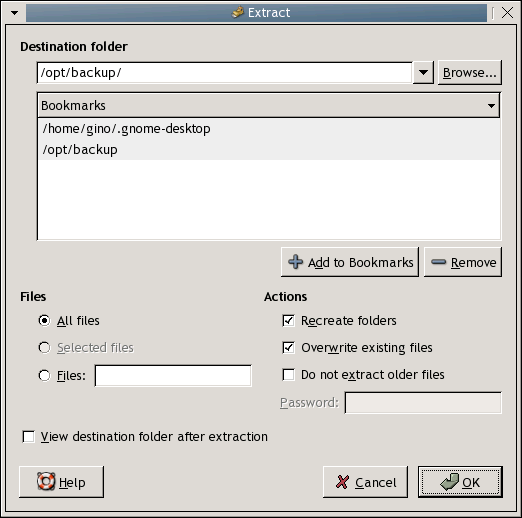 Extract
Destination folder
/opt/backup/
Browse...
Bookmarks
/home/gino/.gnome-desktop
/opt/backup
Add to Bookmarks
Remove
Files
All files
Selected files
Files:
Actions
Recreate folders
Overwrite existing files
Do not extract older files
Password:
View destination folder after extraction
Help
Cancel
OK